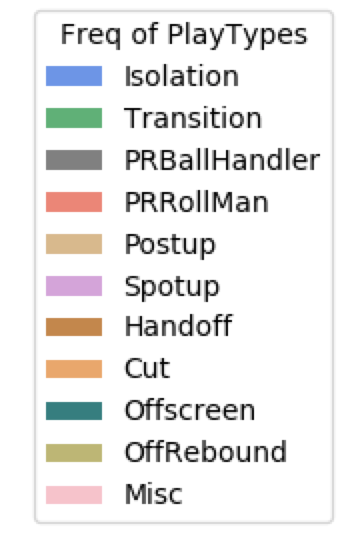 Freq of PlayTypes
Isolation
Transition
PRBallHandler
PRRollMan
Postup
Spotup
Handoff
Cut
Offscreen
OffRebound
Misc